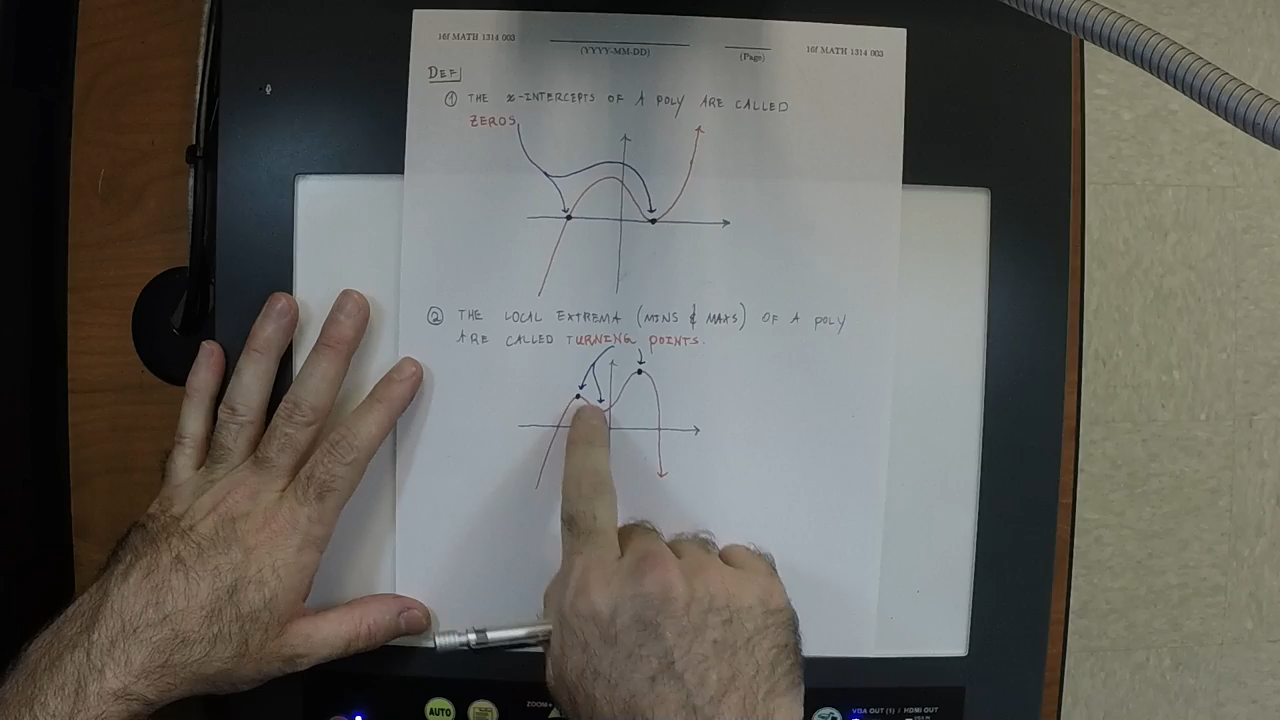 16f MATH 1314 003
(YYYY-MM-DD)
(Page)
16f MATH 1314 003
DEF
① THE x-INTERCEPTS OF A POLY ARE CALLED
ZEROS
② THE LOCAL EXTREMA (MINS & MAXS) OF A POLY
ARE CALLED TURNING POINTS.
AUTO
ZOOM+
VGA OUT (1) / HDMI OUT